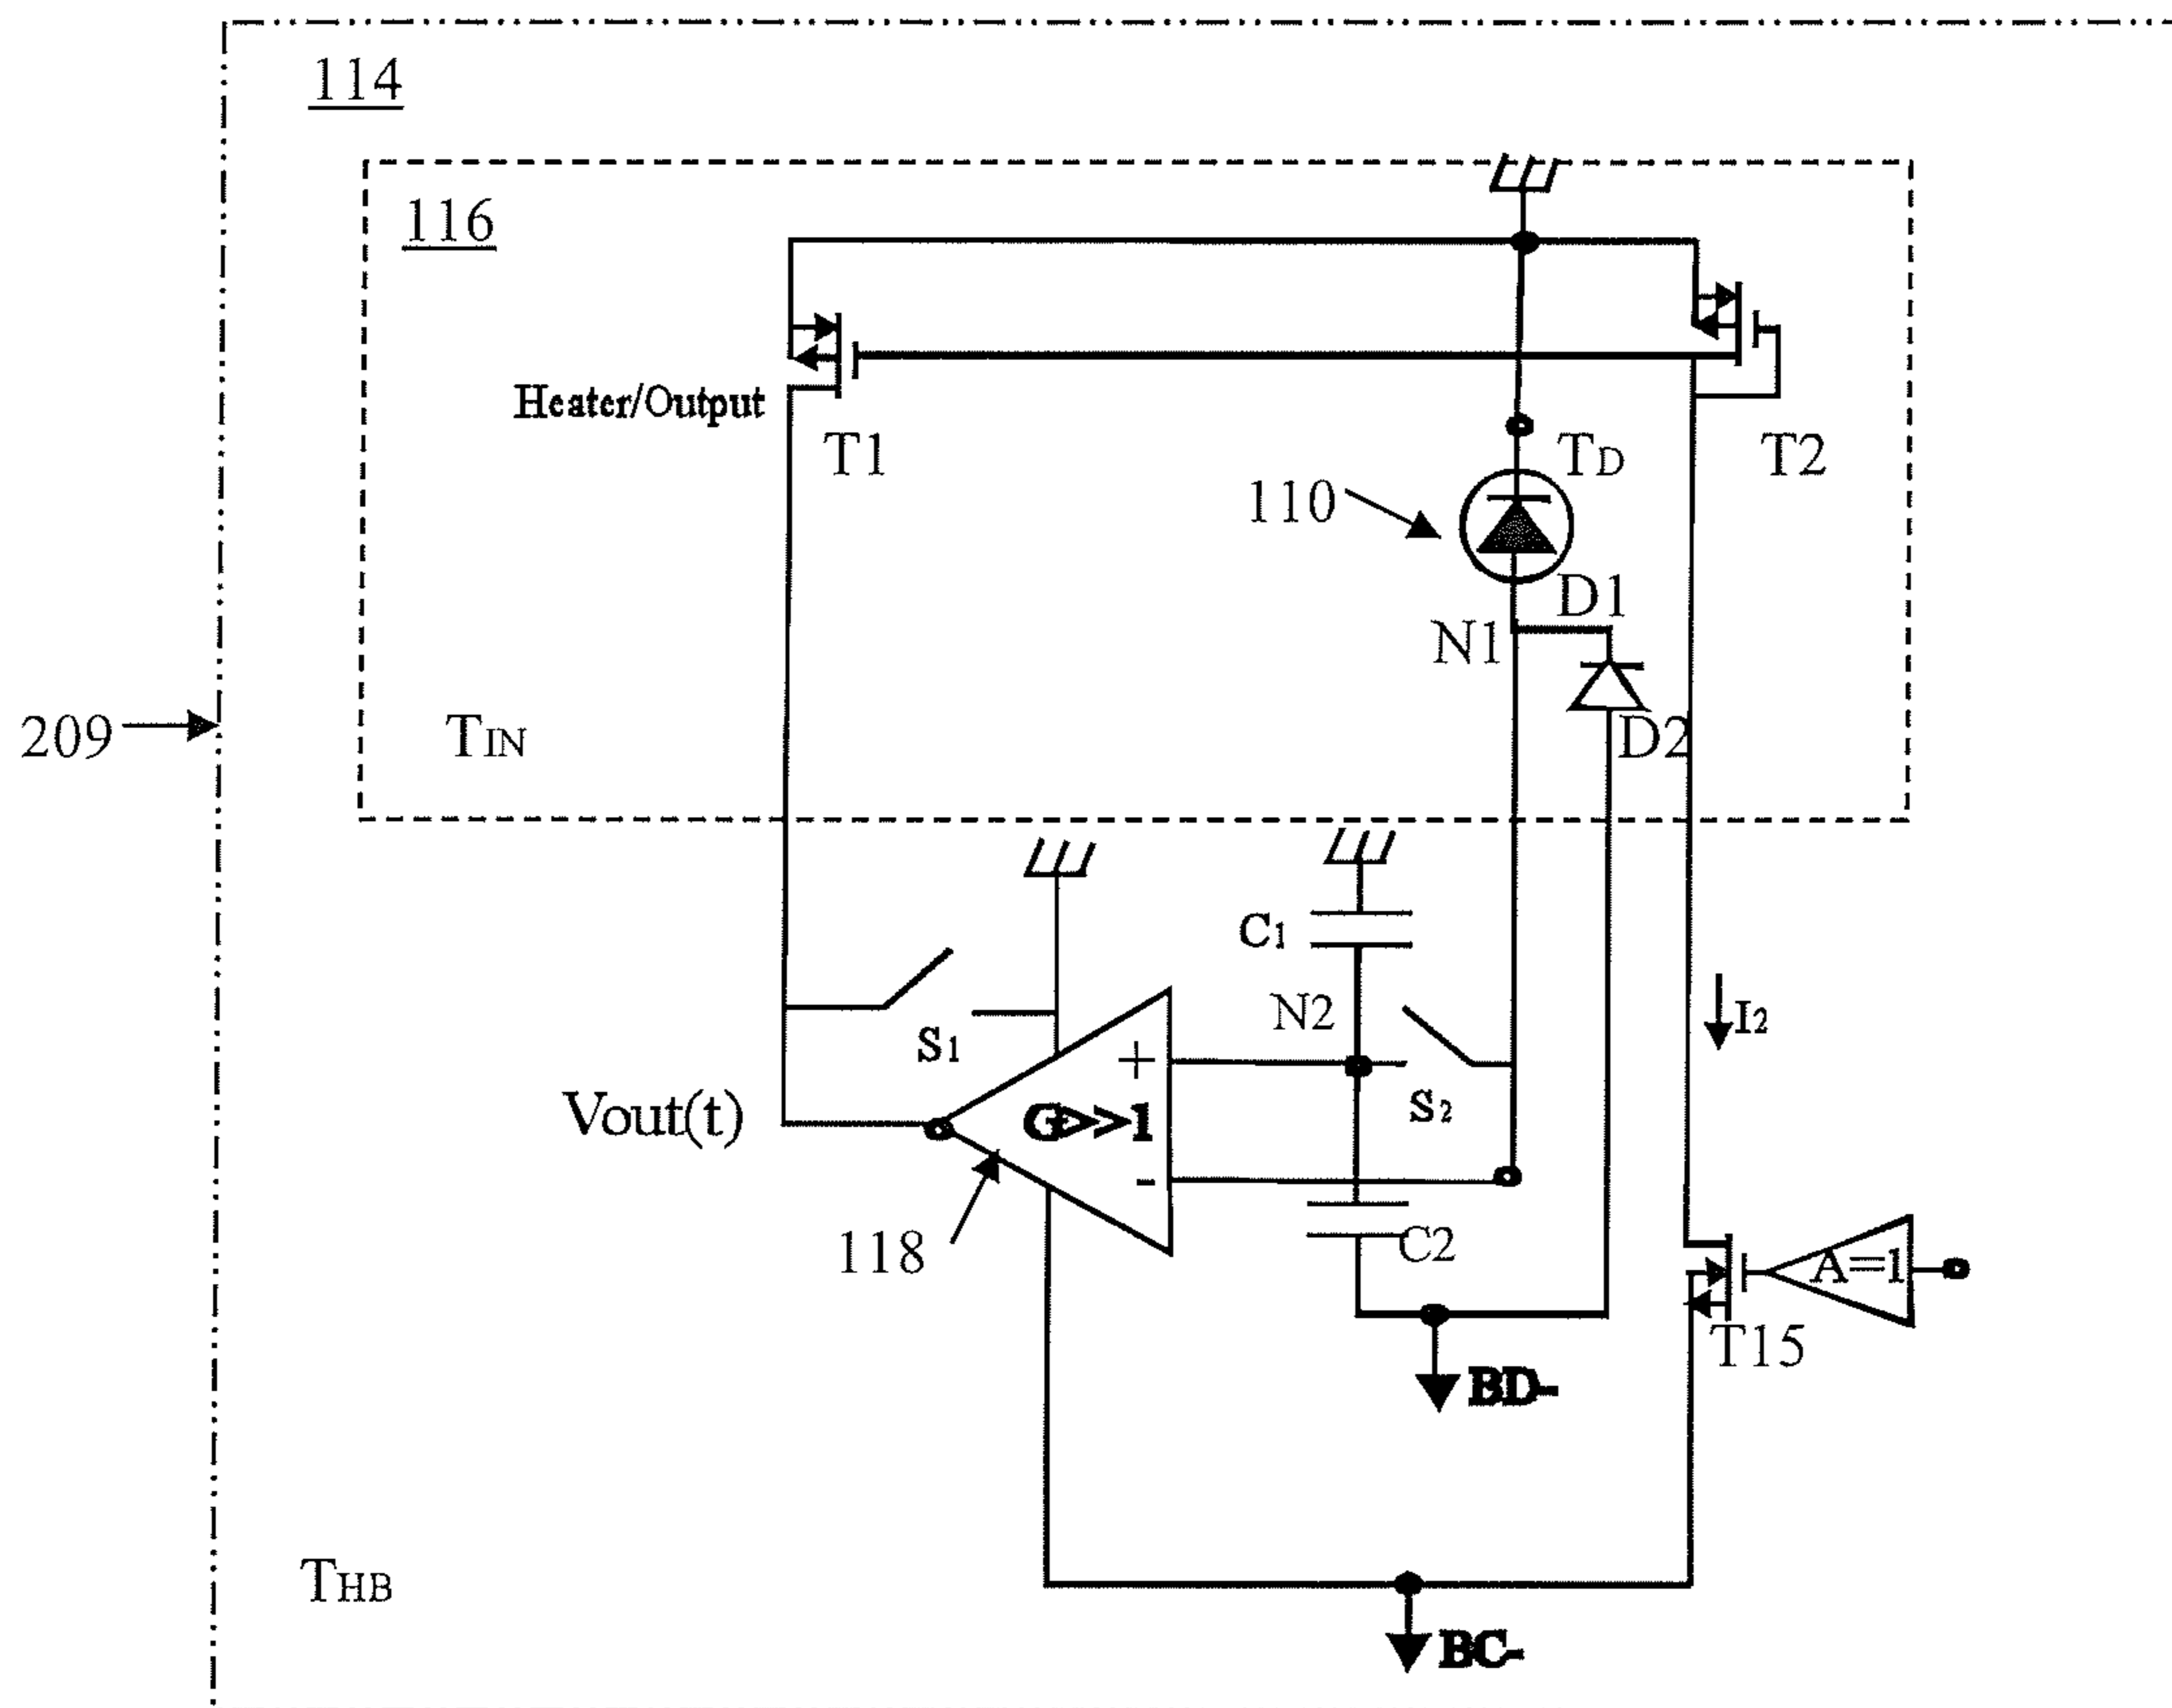 114
116
Heater/Output
T1
TD
T2
110
D1
N1
D2
TIN
209
C1
N2
S1
S2
I2
Vout(t)
+
G>>1
-
118
C2
A=1
T15
BD-
THB
BC-